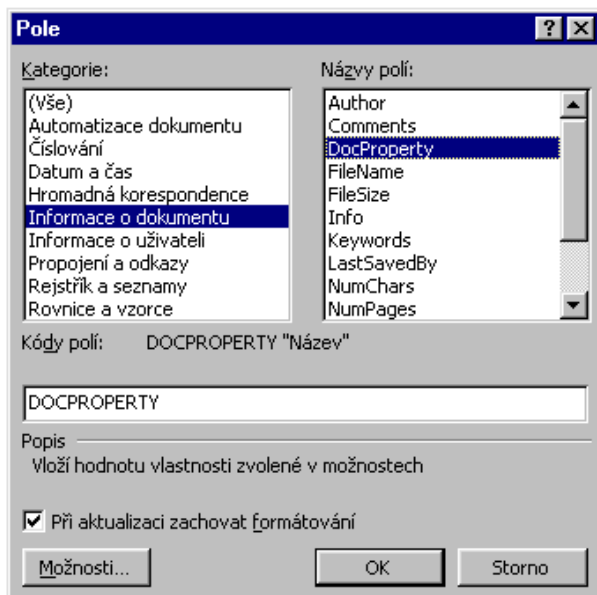 Pole
Kategorie:
(Vše)
Automatizace dokumentu
Číslování
Datum a čas
Hromadná korespondence
Informace o dokumentu
Informace o uživateli
Propojení a odkazy
Rejstřík a seznamy
Rovnice a vzorce
Názvy polí:
Author
Comments
DocProperty
FileName
FileSize
Info
Keywords
LastSavedBy
NumChars
NumPages
Kódy polí: DOCPROPERTY "Název"
DOCPROPERTY
Popis
Vloží hodnotu vlastnosti zvolené v možnostech
Při aktualizaci zachovat formátování
Možnosti... OK Storno